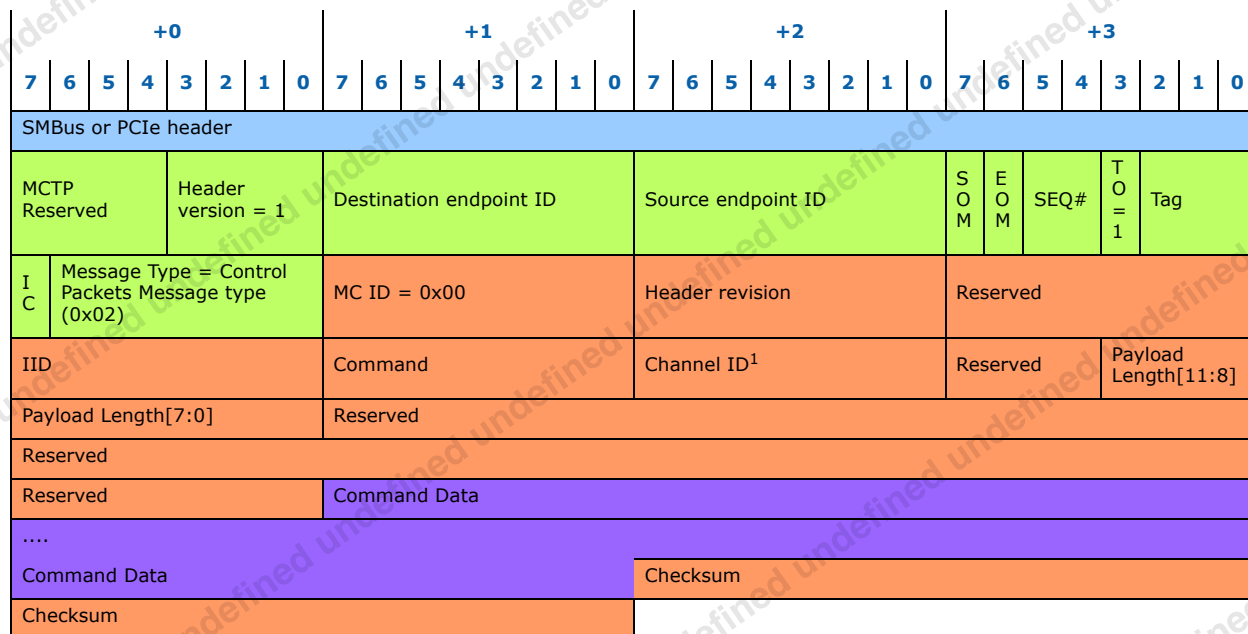 +0 +1 +2 +3
7 6 5 4 3 2 1 0 7 6 5 4 3 2 1 0 7 6 5 4 3 2 1 0 7 6 5 4 3 2 1 0
SMBus or PCIe header
MCTP
Reserved
Header
version = 1
Destination endpoint ID
Source endpoint ID
S
O
M
E
O
M
SEQ#
T
O
=
1
Tag
I
C
Message Type = Control
Packets Message type
(0x02)
MC ID = 0x00
Header revision
Reserved
IID
Command
Channel ID1
Reserved
Payload
Length[11:8]
Payload Length[7:0]
Reserved
Reserved
Reserved
Command Data
....
Command Data
Checksum
Checksum
undefined undefined undefined undefined